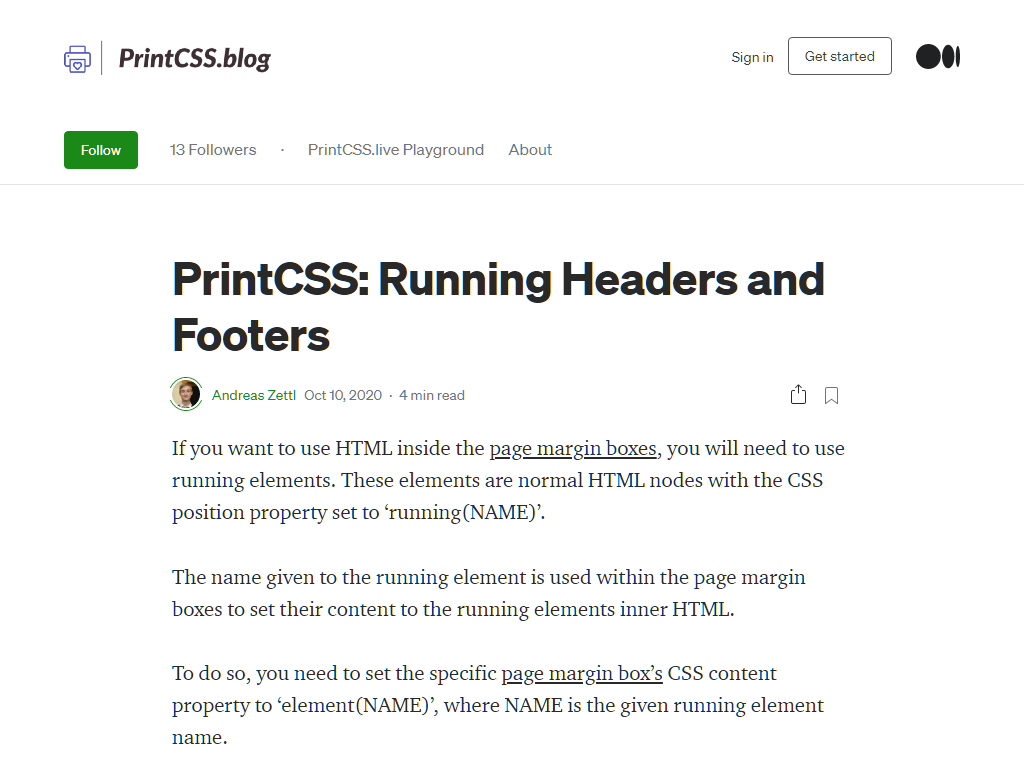 PrintCSS.blog
Sign in
Get started
Follow
13 Followers · PrintCSS.live Playground About
PrintCSS: Running Headers and
Footers
Andreas Zettl Oct 10, 2020 · 4 min read
If you want to use HTML inside the page margin boxes, you will need to use
running elements. These elements are normal HTML nodes with the CSS
position property set to ‘running(NAME)’.
The name given to the running element is used within the page margin
boxes to set their content to the running elements inner HTML.
To do so, you need to set the specific page margin box’s CSS content
property to ‘element(NAME)’, where NAME is the given running element
name.